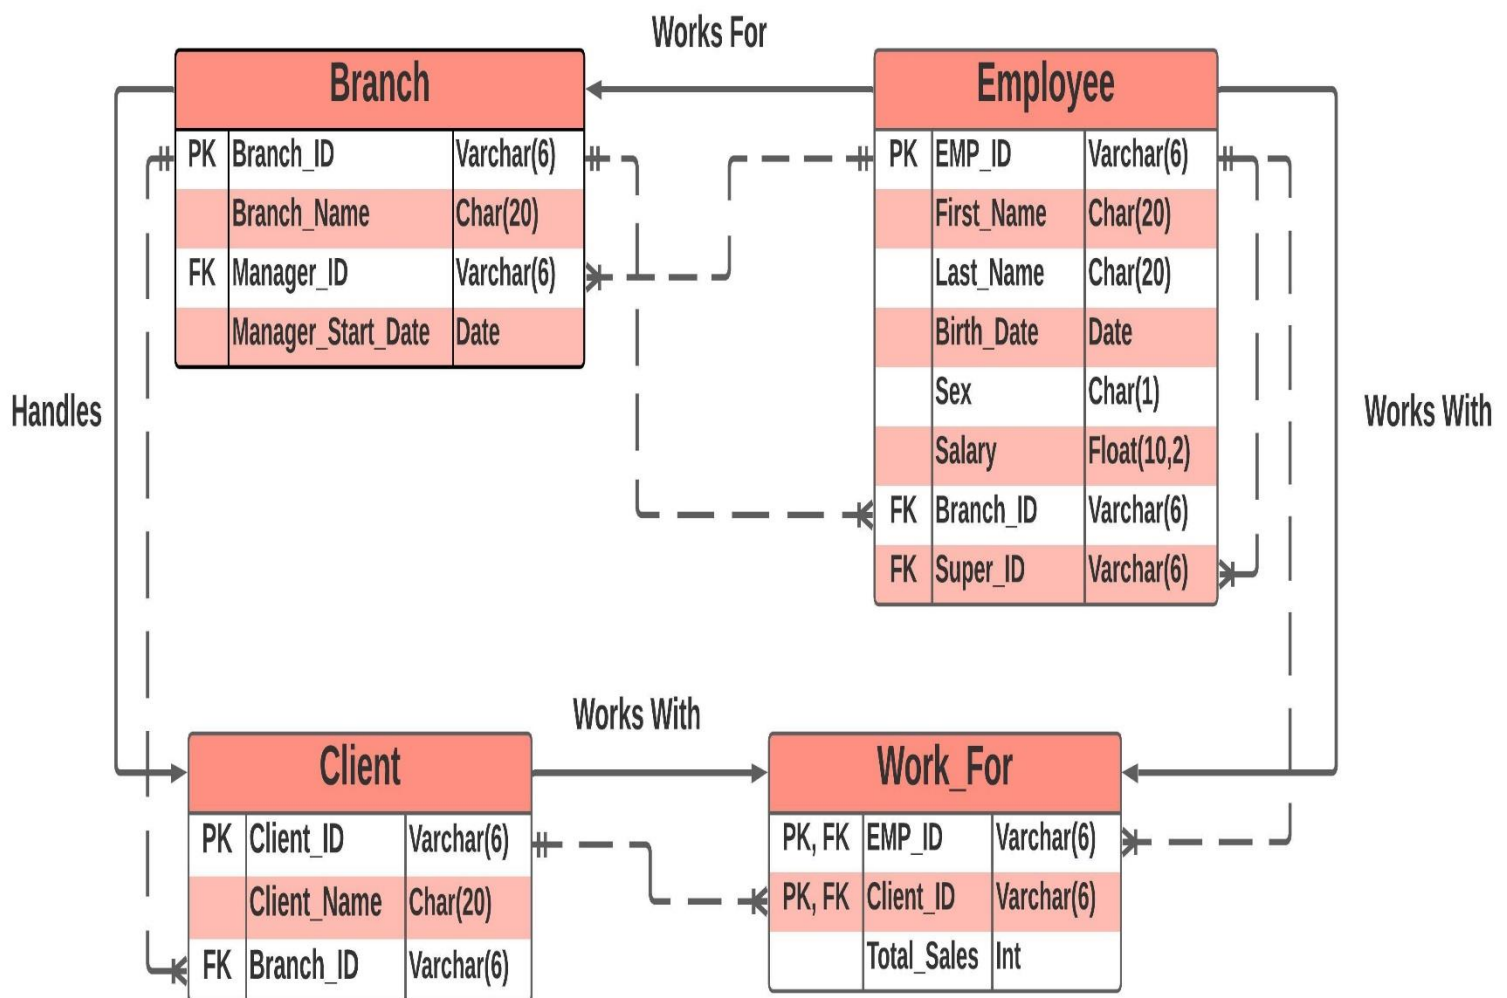 Works For
Branch
PK Branch_ID Varchar(6)
Branch_Name Char(20)
FK Manager_ID Varchar(6)
Manager_Start_Date Date
Employee
PK EMP_ID Varchar(6)
First_Name Char(20)
Last_Name Char(20)
Birth_Date Date
Sex Char(1)
Salary Float(10,2)
FK Branch_ID Varchar(6)
FK Super_ID Varchar(6)
Handles
Works With
Works With
Client
PK Client_ID Varchar(6)
Client_Name Char(20)
FK Branch_ID Varchar(6)
Work_For
PK, FK EMP_ID Varchar(6)
PK, FK Client_ID Varchar(6)
Total_Sales Int